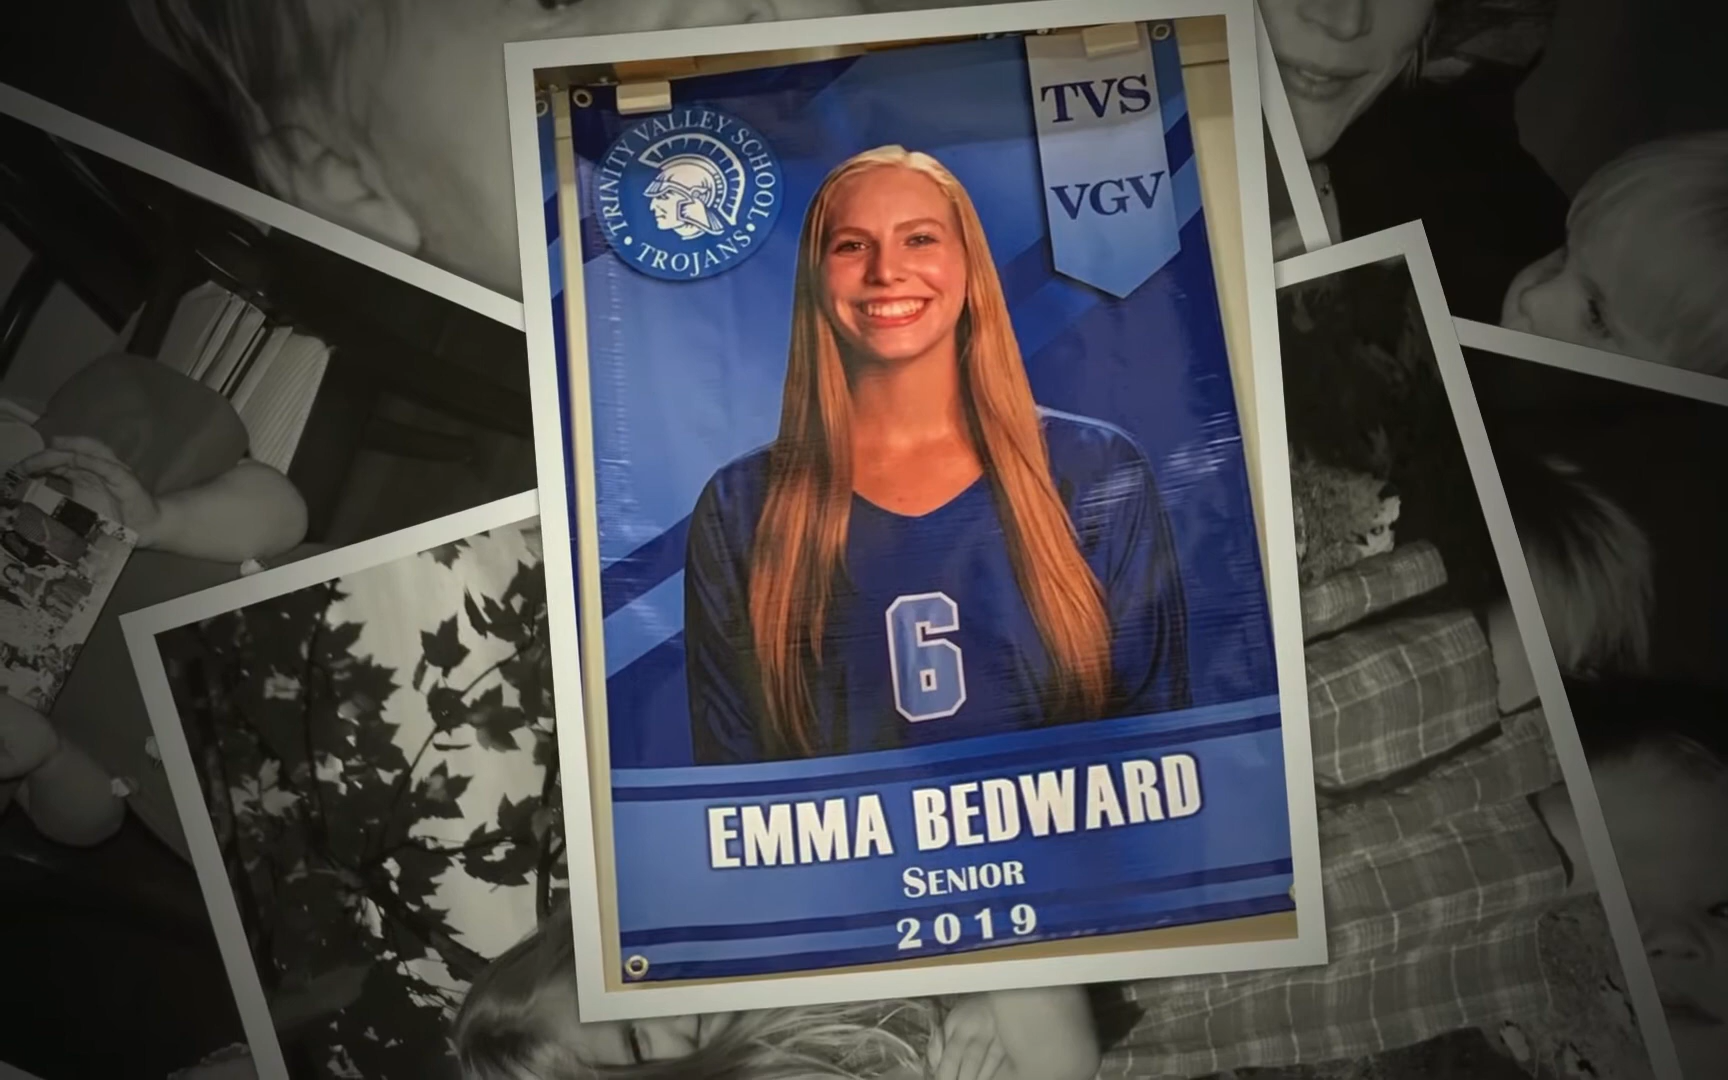 TRINITY VALLEY SCHOOL
• TROJANS •
TVS
VGV
6
EMMA BEDWARD
SENIOR
2019